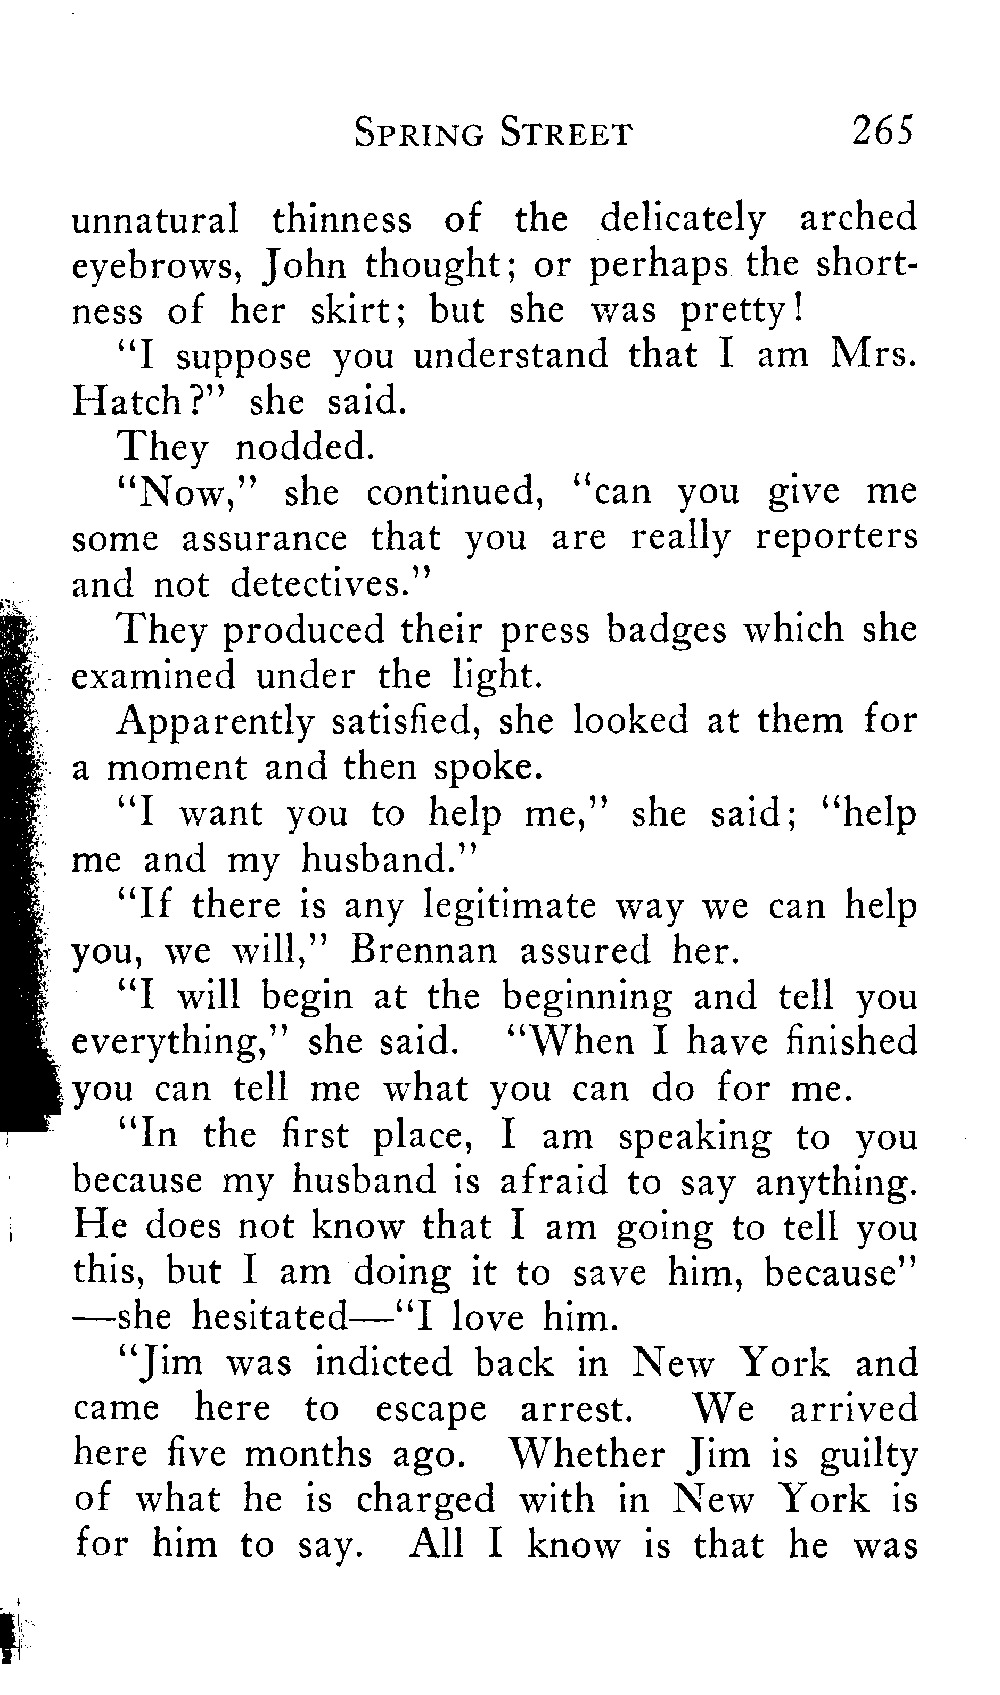 SPRING STREET 265
unnatural thinness of the delicately arched
eyebrows, John thought; or perhaps the short-
ness of her skirt; but she was pretty!
“I suppose you understand that I am Mrs.
Hatch?” she said.
They nodded.
“Now,” she continued, “can you give me
some assurance that you are really reporters
and not detectives.”
They produced their press badges which she
examined under the light.
Apparently satisfied, she looked at them for
a moment and then spoke.
“I want you to help me,” she said; “help
me and my husband.”
“If there is any legitimate way we can help
you, we will,” Brennan assured her.
“I will begin at the beginning and tell you
everything,” she said. “When I have finished
you can tell me what you can do for me.
“In the first place, I am speaking to you
because my husband is afraid to say anything.
He does not know that I am going to tell you
this, but I am doing it to save him, because”
—she hesitated—“I love him.
“Jim was indicted back in New York and
came here to escape arrest. We arrived
here five months ago. Whether Jim is guilty
of what he is charged with in New York is
for him to say. All I know is that he was